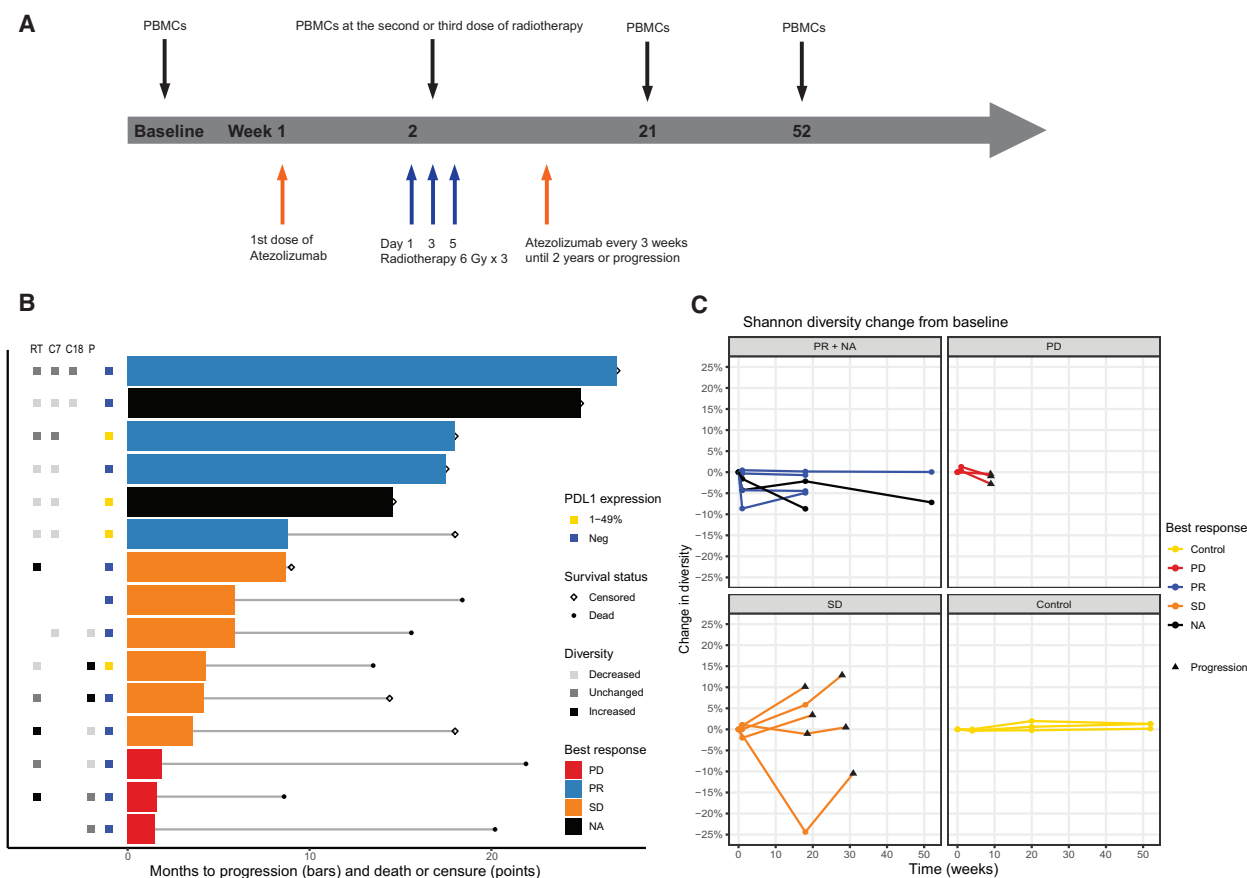 A
PBMCs
PBMCs at the second or third dose of radiotherapy
PBMCs
PBMCs
Baseline
Week 1
2
21
52
1st dose of
Atezolizumab
Day 1 3 5
Radiotherapy 6 Gy x 3
Atezolizumab every 3 weeks
until 2 years or progression
B
RT C7 C18 P
PDL1 expression
1−49%
Neg
Survival status
Censored
Dead
Diversity
Decreased
Unchanged
Increased
Best response
PD
PR
SD
NA
0
10
20
Months to progression (bars) and death or censure (points)
C
Shannon diversity change from baseline
PR + NA
PD
25%
20%
15%
10%
5%
0%
−5%
−10%
−15%
−20%
−25%
SD
Control
25%
20%
15%
10%
5%
0%
−5%
−10%
−15%
−20%
−25%
Change in diversity
0 10 20 30 40 50
0 10 20 30 40 50
Time (weeks)
Best response
Control
PD
PR
SD
NA
Progression